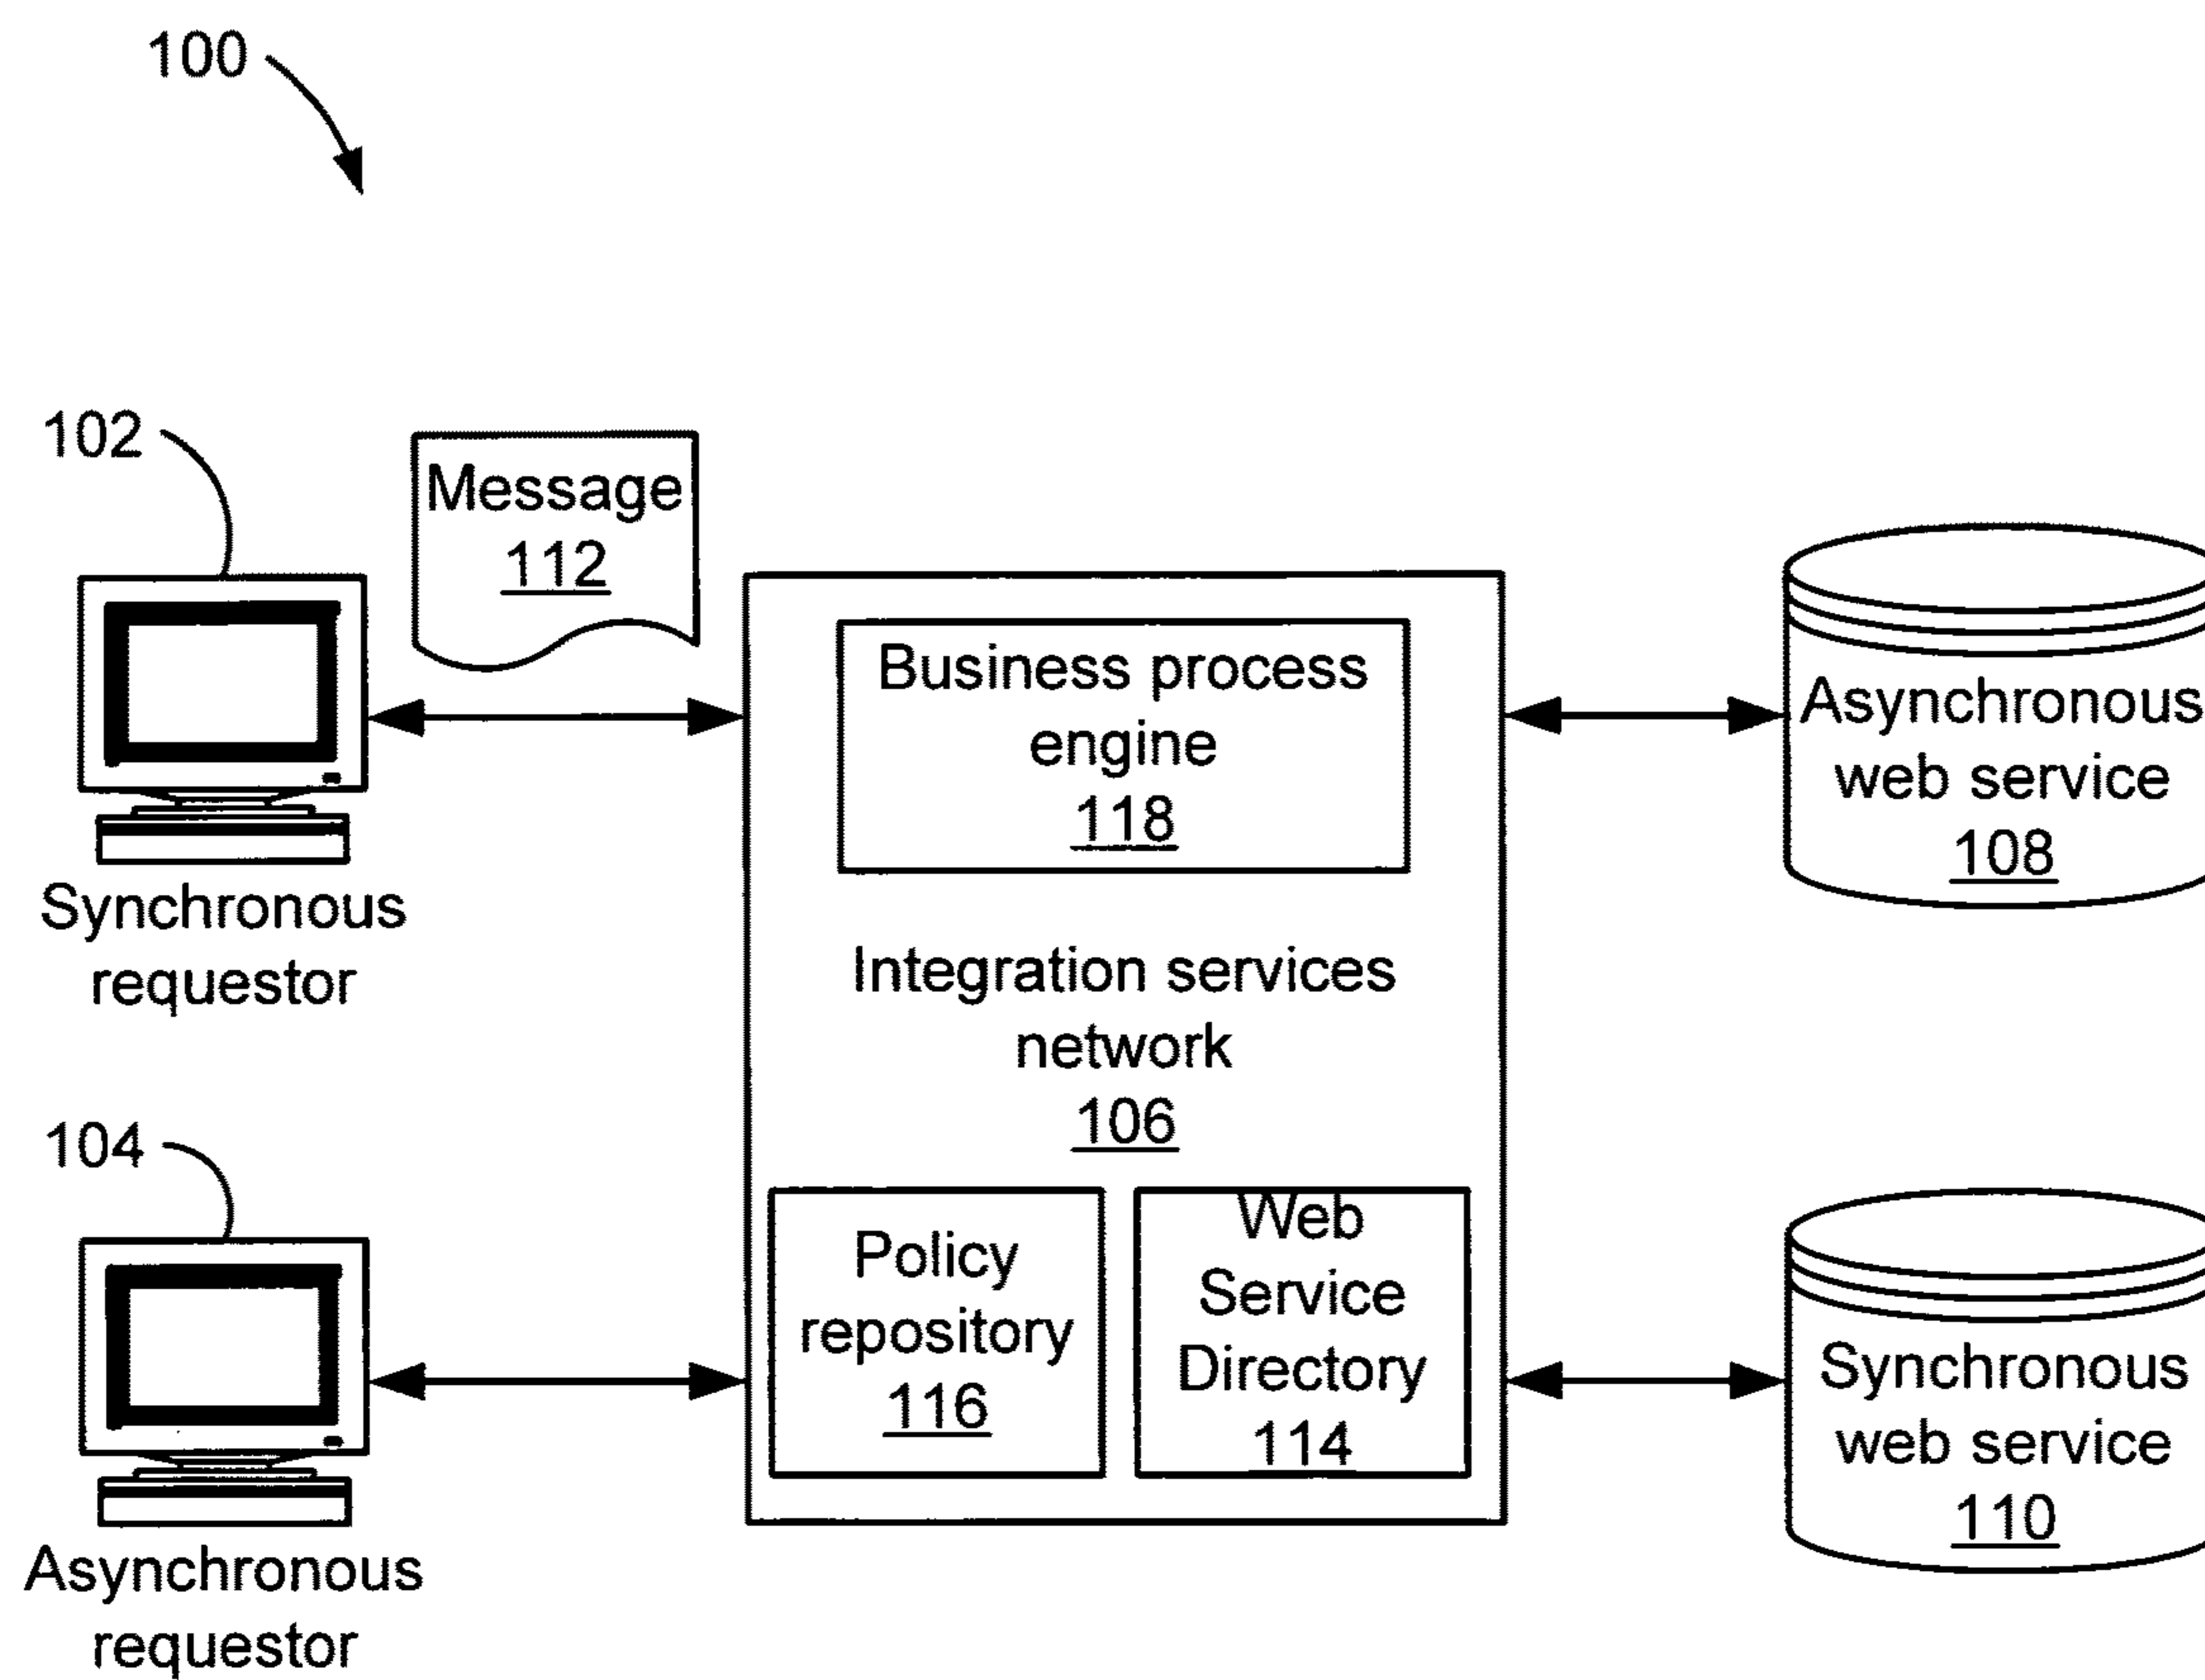 100
102
Message
112
Synchronous
requestor
104
Asynchronous
requestor
Business process
engine
118
Integration services
network
106
Policy
repository
116
Web
Service
Directory
114
Asynchronous
web service
108
Synchronous
web service
110